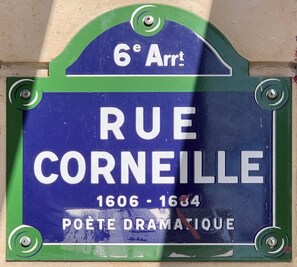 6e Arrt
RUE
CORNEILLE
1606 - 1684
POÈTE DRAMATIQUE